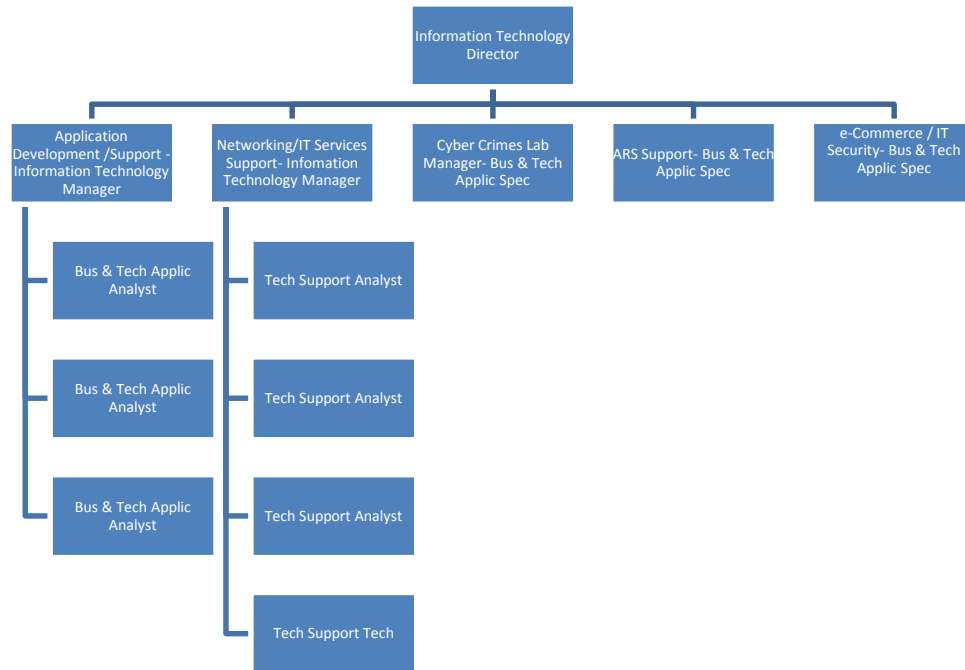 Information Technology
Director
Application
Development /Support -
Information Technology
Manager
Networking/IT Services
Support- Infomation
Technology Manager
Cyber Crimes Lab
Manager- Bus & Tech
Applic Spec
ARS Support- Bus & Tech
Applic Spec
e-Commerce / IT
Security- Bus & Tech
Applic Spec
Bus & Tech Applic
Analyst
Bus & Tech Applic
Analyst
Bus & Tech Applic
Analyst
Tech Support Analyst
Tech Support Analyst
Tech Support Analyst
Tech Support Tech